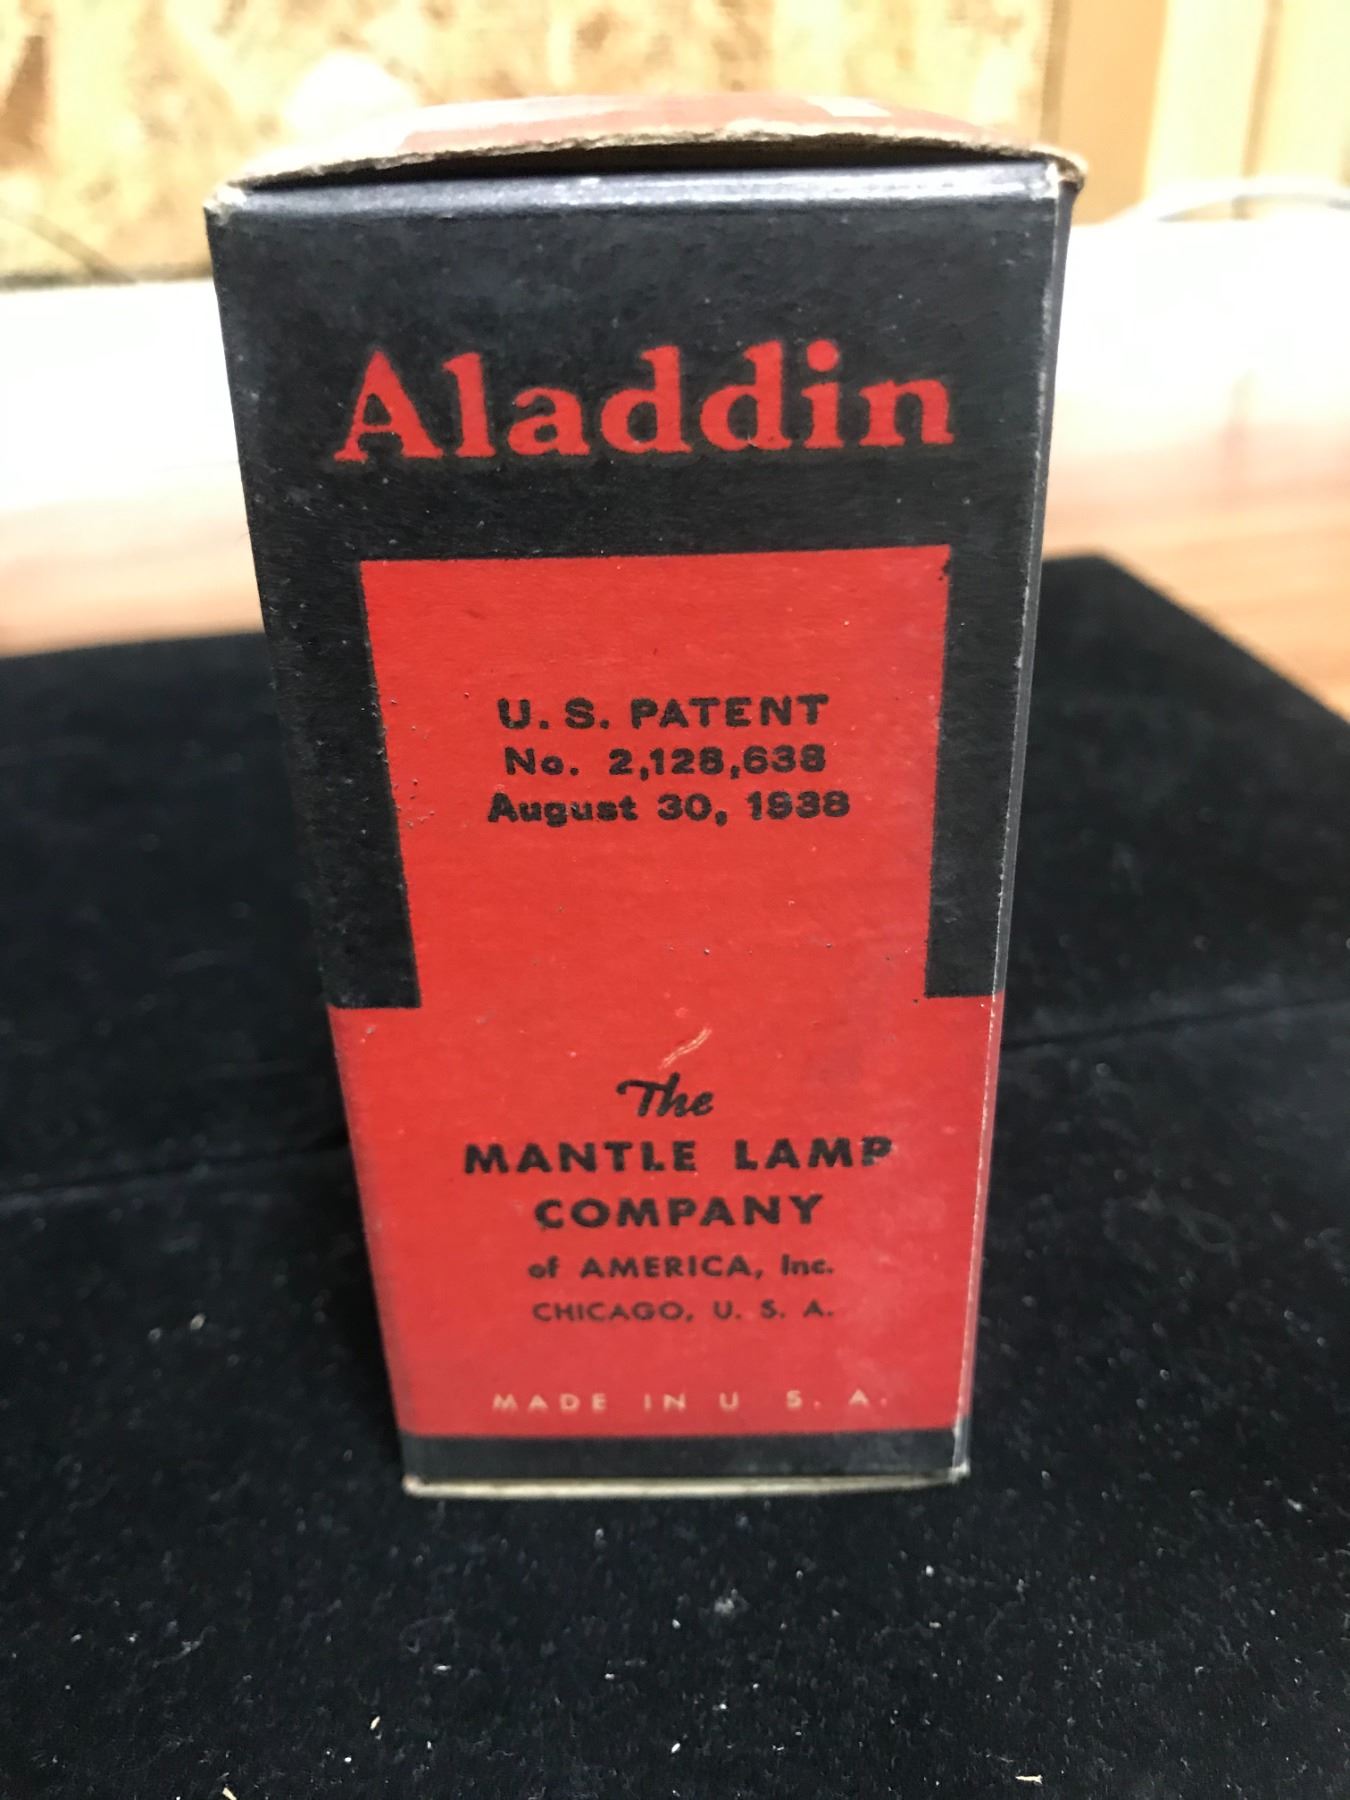 Aladdin
U. S. PATENT
No. 2,128,638
August 30, 1938
The
MANTLE LAMP
COMPANY
of AMERICA, Inc.
CHICAGO, U. S. A.
MADE IN U S. A.